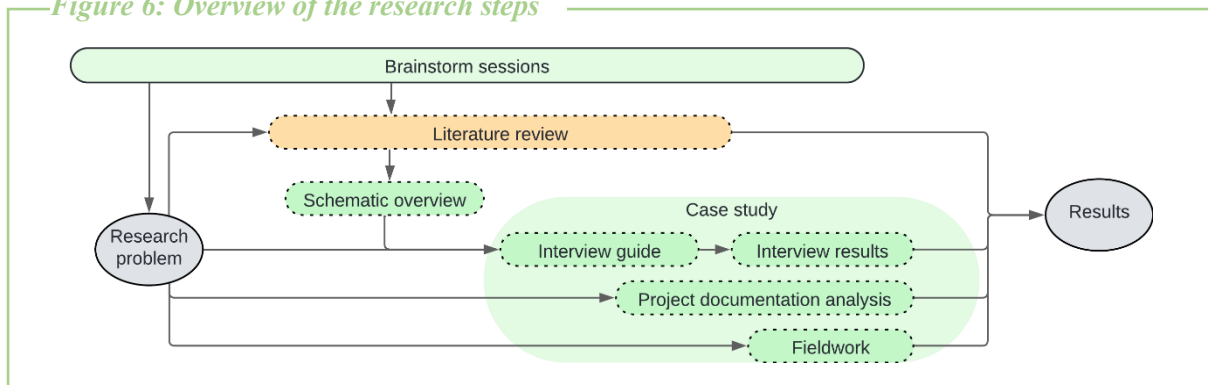 Figure 6: Overview of the research steps
Brainstorm sessions
Literature review
Schematic overview
Case study
Research
problem
Results
Interview guide
Interview results
Project documentation analysis
Fieldwork